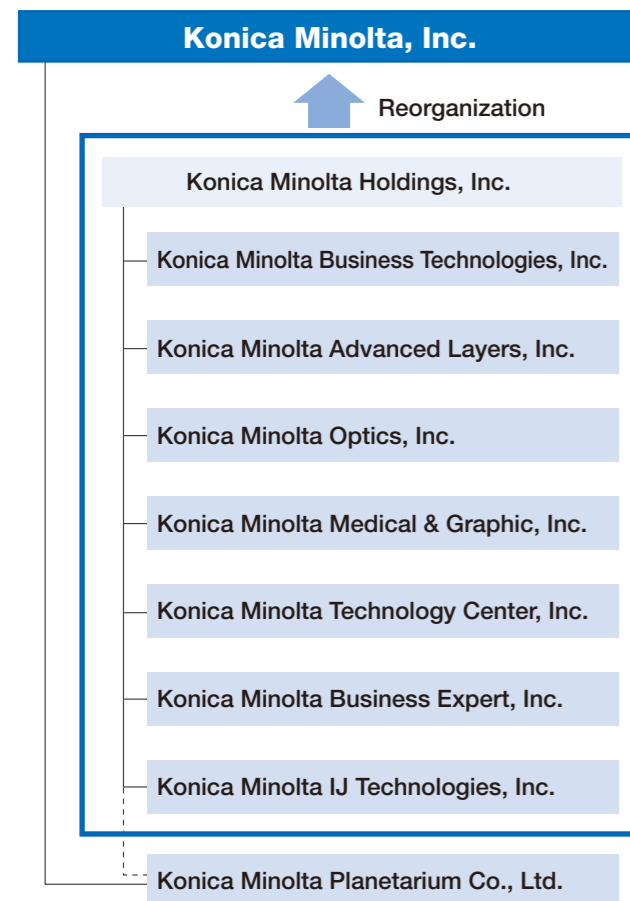 Konica Minolta, Inc.
Reorganization
Konica Minolta Holdings, Inc.
Konica Minolta Business Technologies, Inc.
Konica Minolta Advanced Layers, Inc.
Konica Minolta Optics, Inc.
Konica Minolta Medical & Graphic, Inc.
Konica Minolta Technology Center, Inc.
Konica Minolta Business Expert, Inc.
Konica Minolta IJ Technologies, Inc.
Konica Minolta Planetarium Co., Ltd.